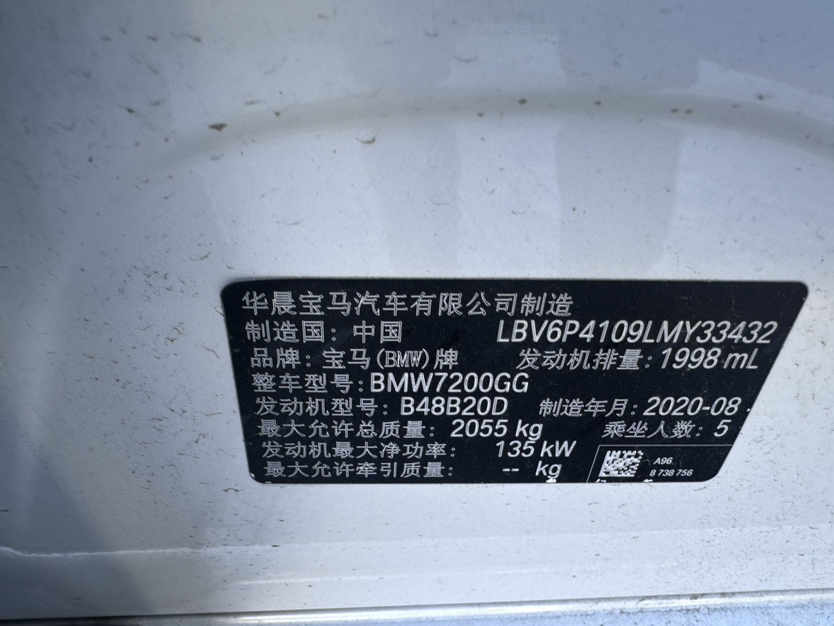 华晨宝马汽车有限公司制造
制造国：中国 LBV6P4109LMY33432
品牌：宝马(BMW)牌 发动机排量：1998 mL
整车型号：BMW7200GG
发动机型号：B48B20D 制造年月：2020-08
最大允许总质量：2055 kg 乘坐人数：5
发动机最大净功率：135 kW
最大允许牵引质量：-- kg
A96
8 738 756